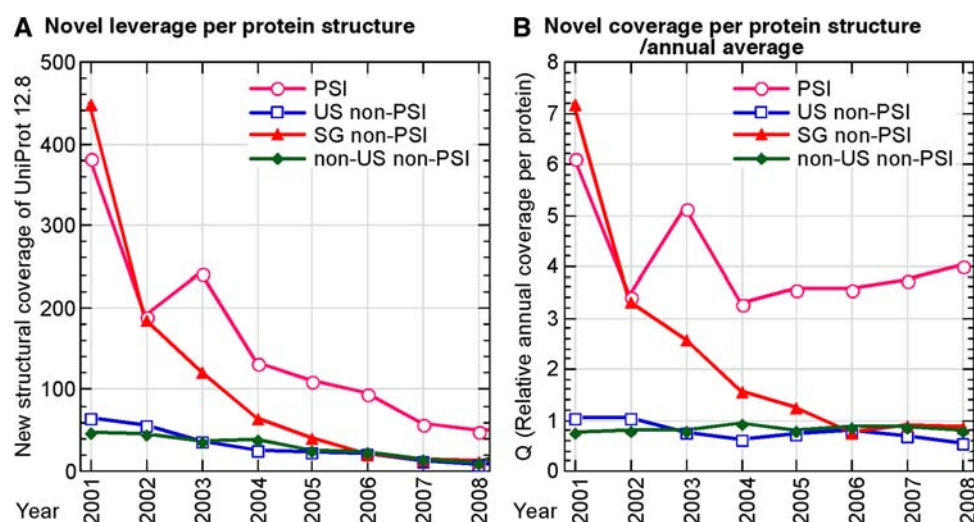 A Novel leverage per protein structure
New structural coverage of UniProt 12.8
500
400
300
200
100
0
PSI
US non-PSI
SG non-PSI
non-US non-PSI
Year
2001
2002
2003
2004
2005
2006
2007
2008
B Novel coverage per protein structure
/annual average
Q (Relative annual coverage per protein)
8
7
6
5
4
3
2
1
0
PSI
US non-PSI
SG non-PSI
non-US non-PSI
Year
2001
2002
2003
2004
2005
2006
2007
2008